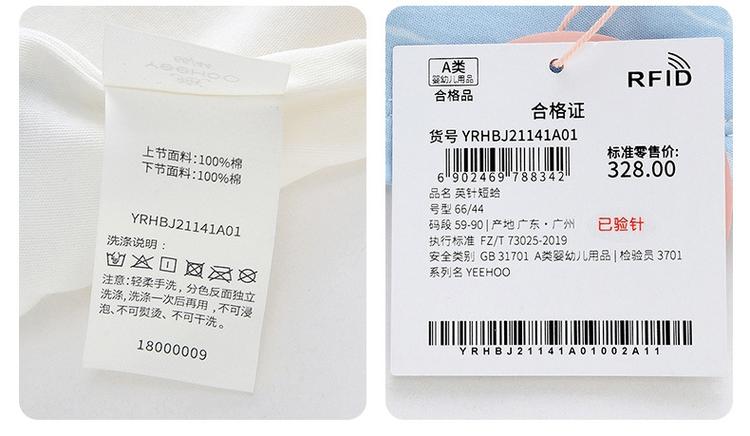 66/44
YEEHOO
上节面料:100%棉
下节面料:100%棉
YRHBJ21141A01
洗涤说明:
注意:轻柔手洗,分色反面独立
洗涤,洗涤一次后再用,不可浸
泡、不可熨烫、不可干洗。
18000009
A类
婴幼儿用品
合格品
RFID
合格证
货号 YRHBJ21141A01
6 902469 788342
标准零售价:
328.00
品名 英针短蛤
号型 66/44
码段 59-90 | 产地 广东·广州
已验针
执行标准 FZ/T 73025-2019
安全类别 GB 31701 A类婴幼儿用品 | 检验员 3701
系列名 YEEHOO
YRHBJ21141A01002A11